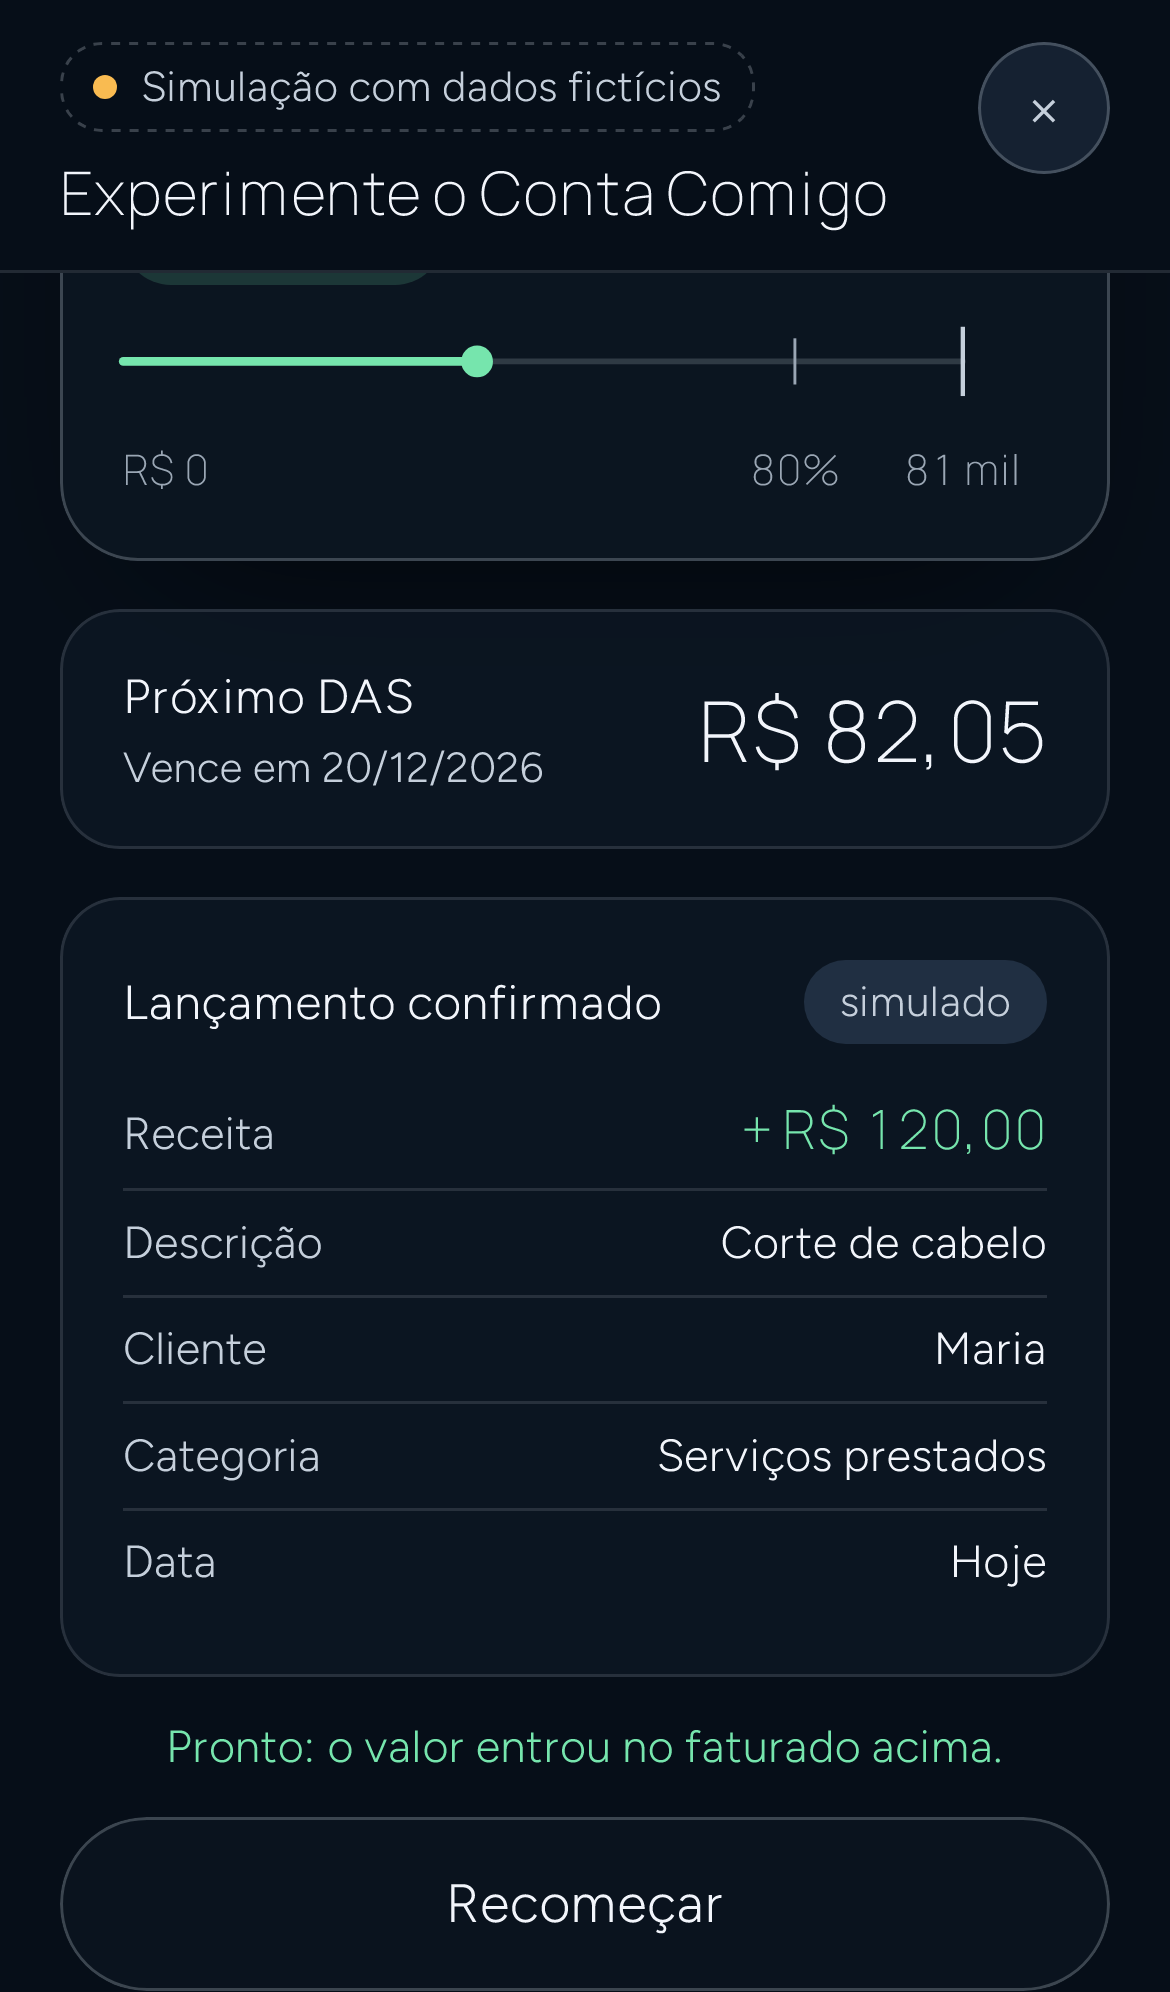 Simulação com dados fictícios
×
Experimente o Conta Comigo
R$ 0 80% 81 mil
Próximo DAS
Vence em 20/12/2026
R$ 82,05
Lançamento confirmado simulado
Receita +R$ 120,00
Descrição Corte de cabelo
Cliente Maria
Categoria Serviços prestados
Data Hoje
Pronto: o valor entrou no faturado acima.
Recomeçar